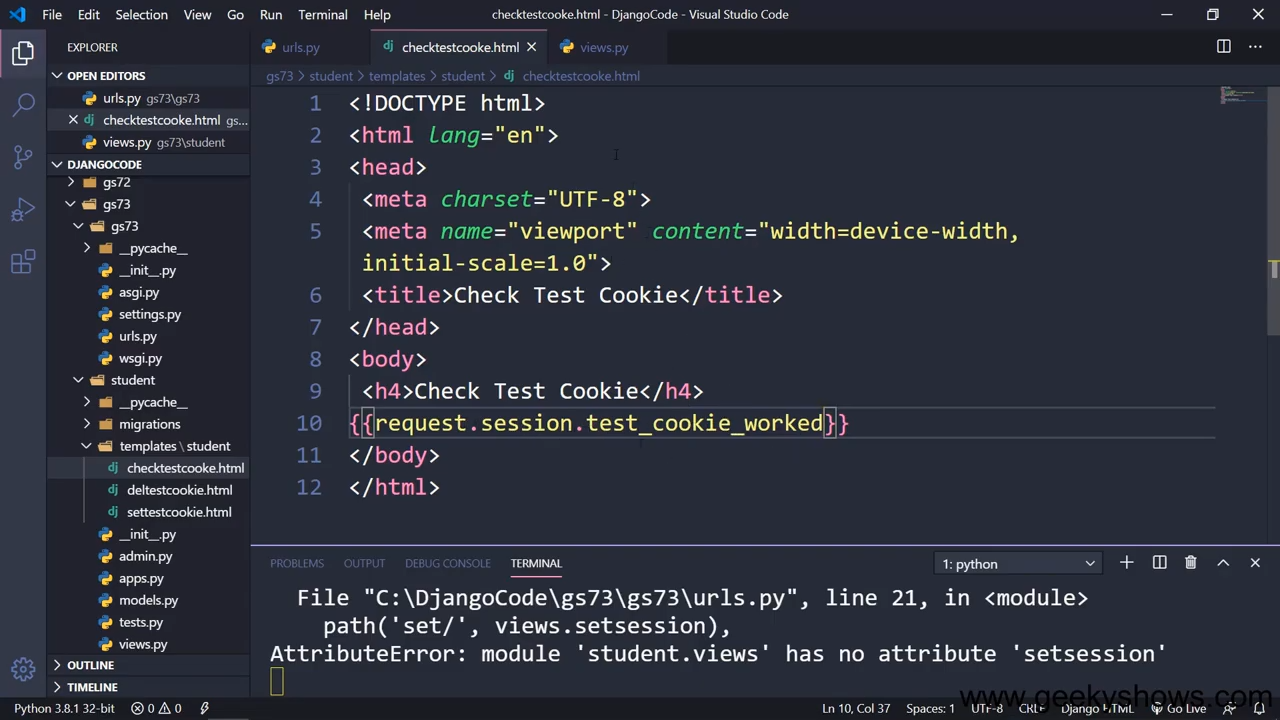 File Edit Selection View Go Run Terminal Help
checktestcooke.html - DjangoCode - Visual Studio Code
EXPLORER
OPEN EDITORS
urls.py gs73\gs73
checktestcooke.html gs...
views.py gs73\student
DJANGOCODE
gs72
gs73
gs73
__pycache__
__init__.py
asgi.py
settings.py
urls.py
wsgi.py
student
__pycache__
migrations
templates \ student
checktestcooke.html
deltestcookie.html
settestcookie.html
__init__.py
admin.py
apps.py
models.py
tests.py
views.py
OUTLINE
TIMELINE
urls.py checktestcooke.html views.py
gs73 > student > templates > student > checktestcooke.html
1 <!DOCTYPE html>
2 <html lang="en">
3 <head>
4 <meta charset="UTF-8">
5 <meta name="viewport" content="width=device-width,
initial-scale=1.0">
6 <title>Check Test Cookie</title>
7 </head>
8 <body>
9 <h4>Check Test Cookie</h4>
10 {{request.session.test_cookie_worked}}
11 </body>
12 </html>
PROBLEMS OUTPUT DEBUG CONSOLE TERMINAL 1: python
File "C:\DjangoCode\gs73\gs73\urls.py", line 21, in <module>
path('set/', views.setsession),
AttributeError: module 'student.views' has no attribute 'setsession'
www.geekyshows.com
Python 3.8.1 32-bit 0 0 Ln 10, Col 37 Spaces: 1 UTF-8 CRLF Django HTML Go Live